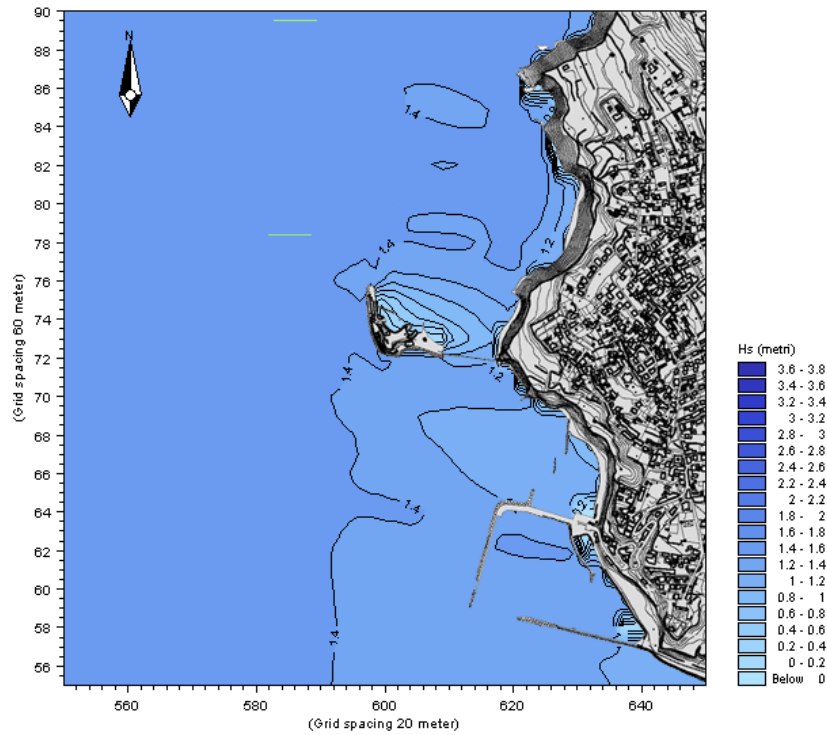 90
88
86
84
82
80
78
76
74
72
70
68
66
64
62
60
58
56
(Grid spacing 60 meter)
N
1.4
1.4
1.2
1.2
1.4
1.4
1.4
560
580
600
620
640
(Grid spacing 20 meter)
Hs (metri)
3.6 - 3.8
3.4 - 3.6
3.2 - 3.4
3 - 3.2
2.8 - 3
2.6 - 2.8
2.4 - 2.6
2.2 - 2.4
2 - 2.2
1.8 - 2
1.6 - 1.8
1.4 - 1.6
1.2 - 1.4
1 - 1.2
0.8 - 1
0.6 - 0.8
0.4 - 0.6
0.2 - 0.4
0 - 0.2
Below 0